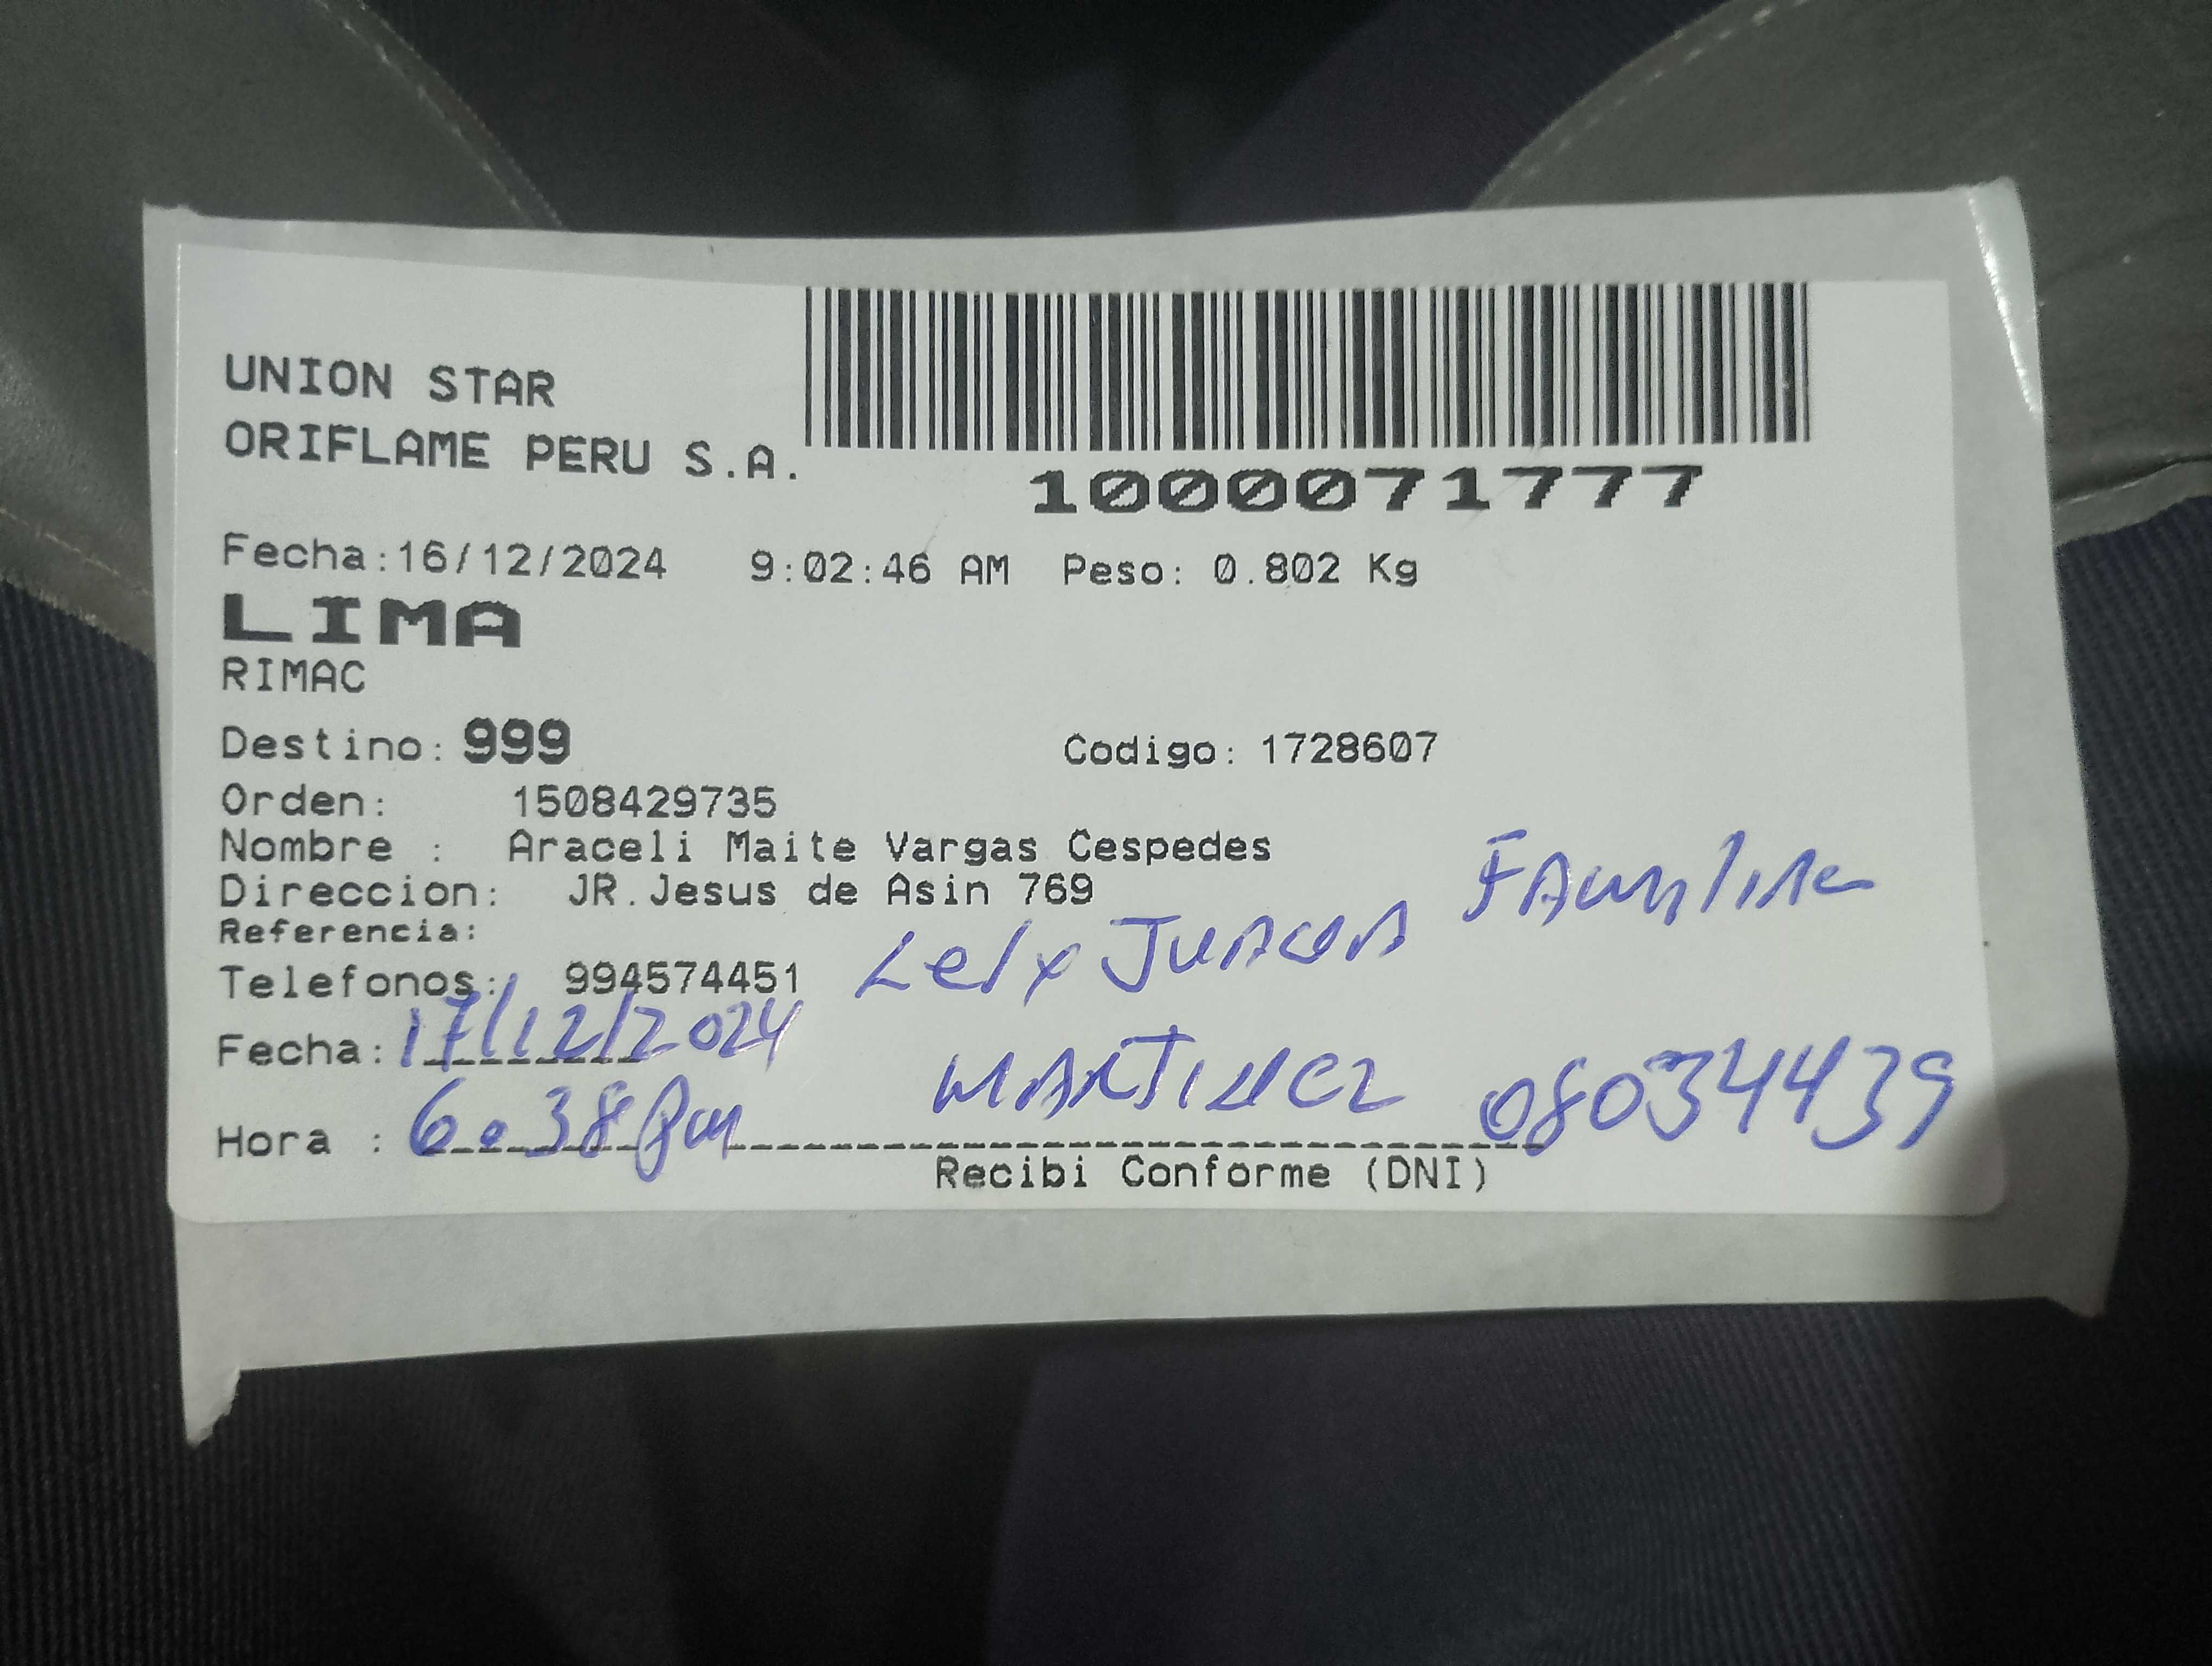 UNION STAR
ORIFLAME PERU S.A.
1000071777
Fecha:16/12/2024 9:02:46 AM Peso: 0.802 Kg
LIMA
RIMAC
Destino: 999 Codigo: 1728607
Orden: 1508429735
Nombre : Araceli Maite Vargas Cespedes
Direccion: JR.Jesus de Asin 769
Referencia:
Telefonos: 994574451
Fecha: 17/12/2024
MARTINEZ 08034439
Hora : 6:38 pm
Recibi Conforme (DNI)